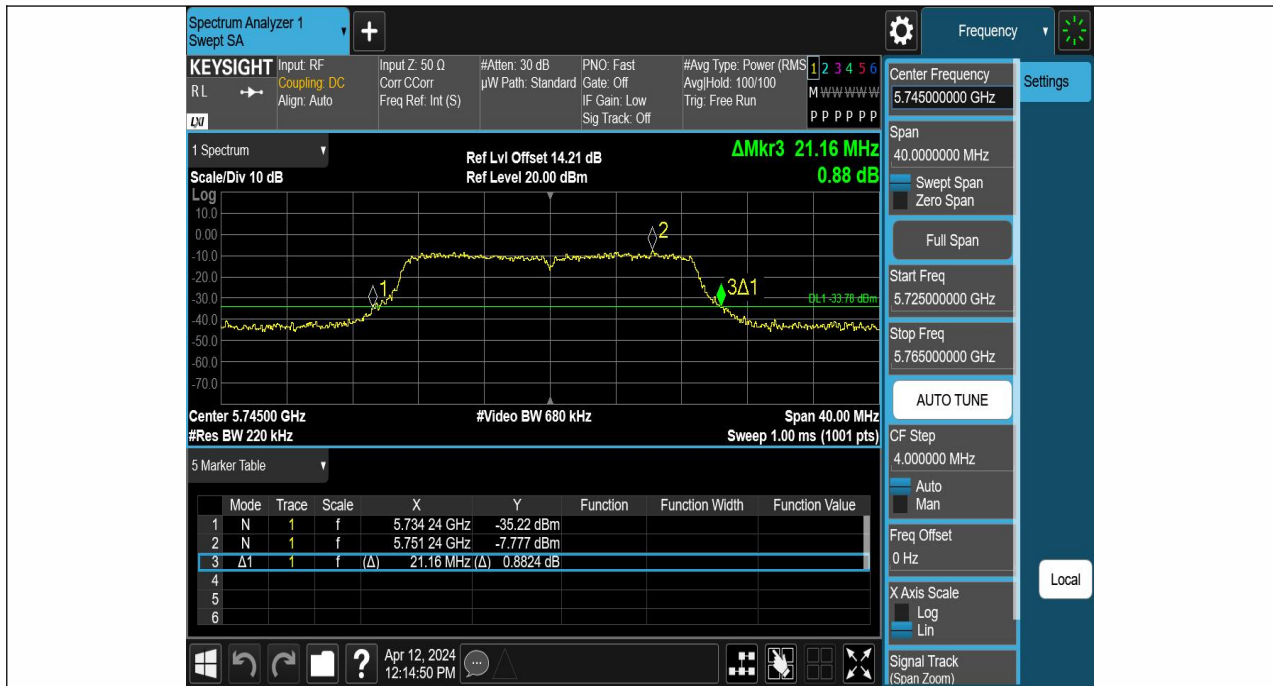 Spectrum Analyzer 1
Swept SA
+
Frequency
KEYSIGHT
RL
LXI
Input: RF
Coupling: DC
Align: Auto
Input Z: 50 Ω
Corr CCorr
Freq Ref: Int (S)
#Atten: 30 dB
µW Path: Standard
PNO: Fast
Gate: Off
IF Gain: Low
Sig Track: Off
#Avg Type: Power (RMS
Avg|Hold: 100/100
Trig: Free Run
1 2 3 4 5 6
M W W W W W
P P P P P P
Center Frequency
5.745000000 GHz
Settings
Span
40.0000000 MHz
Swept Span
Zero Span
Full Span
Start Freq
5.725000000 GHz
Stop Freq
5.765000000 GHz
AUTO TUNE
CF Step
4.000000 MHz
Auto
Man
Freq Offset
0 Hz
X Axis Scale
Log
Lin
Signal Track
(Span Zoom)
Local
1 Spectrum
Scale/Div 10 dB
Ref Lvl Offset 14.21 dB
Ref Level 20.00 dBm
ΔMkr3 21.16 MHz
0.88 dB
Log
10.0
0.00
-10.0
-20.0
-30.0
-40.0
-50.0
-60.0
-70.0
1
2
3Δ1
DL1 -33.78 dBm
Center 5.74500 GHz
#Video BW 680 kHz
Span 40.00 MHz
#Res BW 220 kHz
Sweep 1.00 ms (1001 pts)
5 Marker Table
Mode Trace Scale X Y Function Function Width Function Value
1 N 1 f 5.734 24 GHz -35.22 dBm
2 N 1 f 5.751 24 GHz -7.777 dBm
3 Δ1 1 f (Δ) 21.16 MHz (Δ) 0.8824 dB
4
5
6
?
Apr 12, 2024
12:14:50 PM